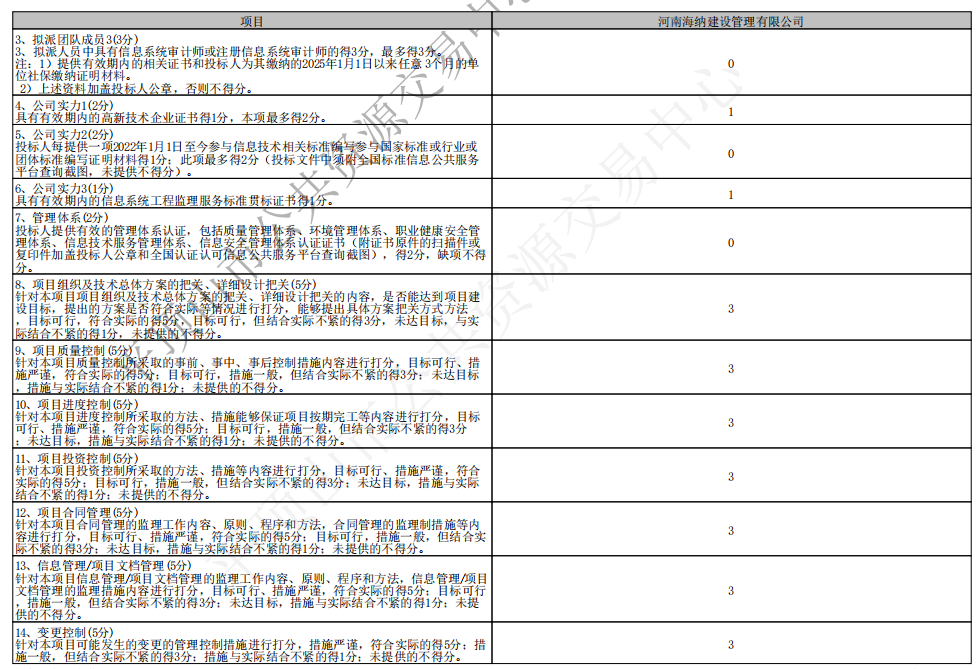 项目
河南海纳建设管理有限公司
3、拟派团队成员3(3分)
3、拟派人员中具有信息系统审计师或注册信息系统审计师的得3分，最多得3分。
注：1）提供有效期内的相关证书和投标人为其缴纳的2025年1月1日以来任意 3个月的单
位社保缴纳证明材料。
2）上述资料加盖投标人公章，否则不得分。
0
4、公司实力1(2分)
具有有效期内的高新技术企业证书得1分，本项最多得2分。
1
5、公司实力2(2分)
投标人每提供一项2022年1月1日至今参与信息技术相关标准编写参与国家标准或行业或
团体标准编写证明材料得1分；此项最多得2分（投标文件中须附全国标准信息公共服务
平台查询截图，未提供不得分）。
0
6、公司实力3(1分)
具有有效期内的信息系统工程监理服务标准贯标证书得1分。
1
7、管理体系(2分)
投标人提供有效的管理体系认证，包括质量管理体系、环境管理体系、职业健康安全管
理体系、信息技术服务管理体系、信息安全管理体系认证证书（附证书原件的扫描件或
复印件加盖投标人公章和全国认证认可信息公共服务平台查询截图），得2分，缺项不得
分。
0
8、项目组织及技术总体方案的把关、详细设计把关(5分)
针对本项目项目组织及技术总体方案的把关、详细设计把关的内容，是否能达到项目建
设目标，提出的方案是否符合实际等情况进行打分，能够提出具体方案把关方式方法
，目标可行，符合实际的得5分；目标可行，但结合实际不紧的得3分，未达目标，与实
际结合不紧的得1分，未提供的不得分。
3
9、项目质量控制(5分)
针对本项目质量控制所采取的事前、事中、事后控制措施内容进行打分，目标可行、措
施严谨，符合实际的得5分；目标可行，措施一般，但结合实际不紧的得3分；未达目标
，措施与实际结合不紧的得1分；未提供的不得分。
3
10、项目进度控制(5分)
针对本项目进度控制所采取的方法、措施能够保证项目按期完工等内容进行打分，目标
可行、措施严谨，符合实际的得5分；目标可行，措施一般，但结合实际不紧的得3分
；未达目标，措施与实际结合不紧的得1分；未提供的不得分。
3
11、项目投资控制(5分)
针对本项目投资控制所采取的方法、措施等内容进行打分，目标可行、措施严谨，符合
实际的得5分；目标可行，措施一般，但结合实际不紧的得3分；未达目标，措施与实际
结合不紧的得1分；未提供的不得分。
3
12、项目合同管理(5分)
针对本项目合同管理的监理工作内容、原则、程序和方法，合同管理的监理制措施等内
容进行打分，目标可行、措施严谨，符合实际的得5分；目标可行，措施一般，但结合实
际不紧的得3分；未达目标，措施与实际结合不紧的得1分；未提供的不得分。
3
13、信息管理/项目文档管理(5分)
针对本项目信息管理/项目文档管理的监理工作内容、原则、程序和方法，信息管理/项目
文档管理的监理措施内容进行打分，目标可行、措施严谨，符合实际的得5分；目标可行
，措施一般，但结合实际不紧的得3分；未达目标，措施与实际结合不紧的得1分；未提
供的不得分。
3
14、变更控制(5分)
针对本项目可能发生的变更的管理控制措施进行打分，措施严谨，符合实际的得5分；措
施一般，但结合实际不紧的得3分；措施与实际结合不紧的得1分；未提供的不得分。
3
平顶山市公共资源交易中心
平顶山市公共资源交易中心